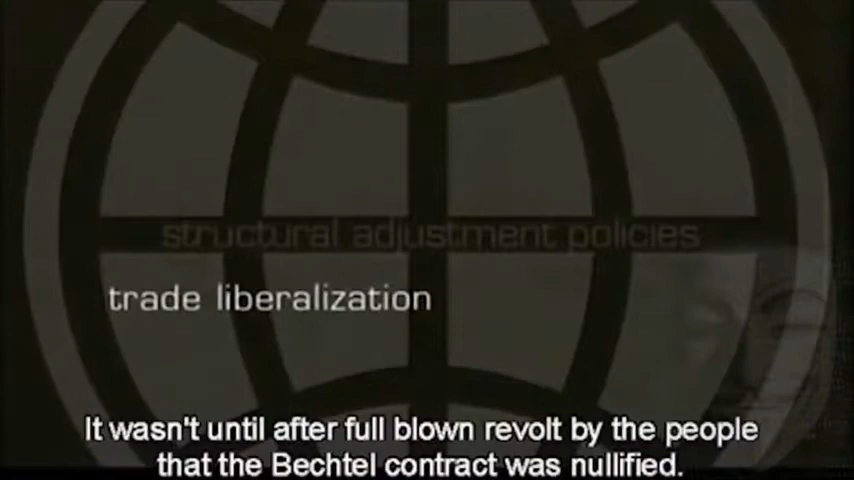 structural adjustment policies
trade liberalization
It wasn't until after full blown revolt by the people
that the Bechtel contract was nullified.